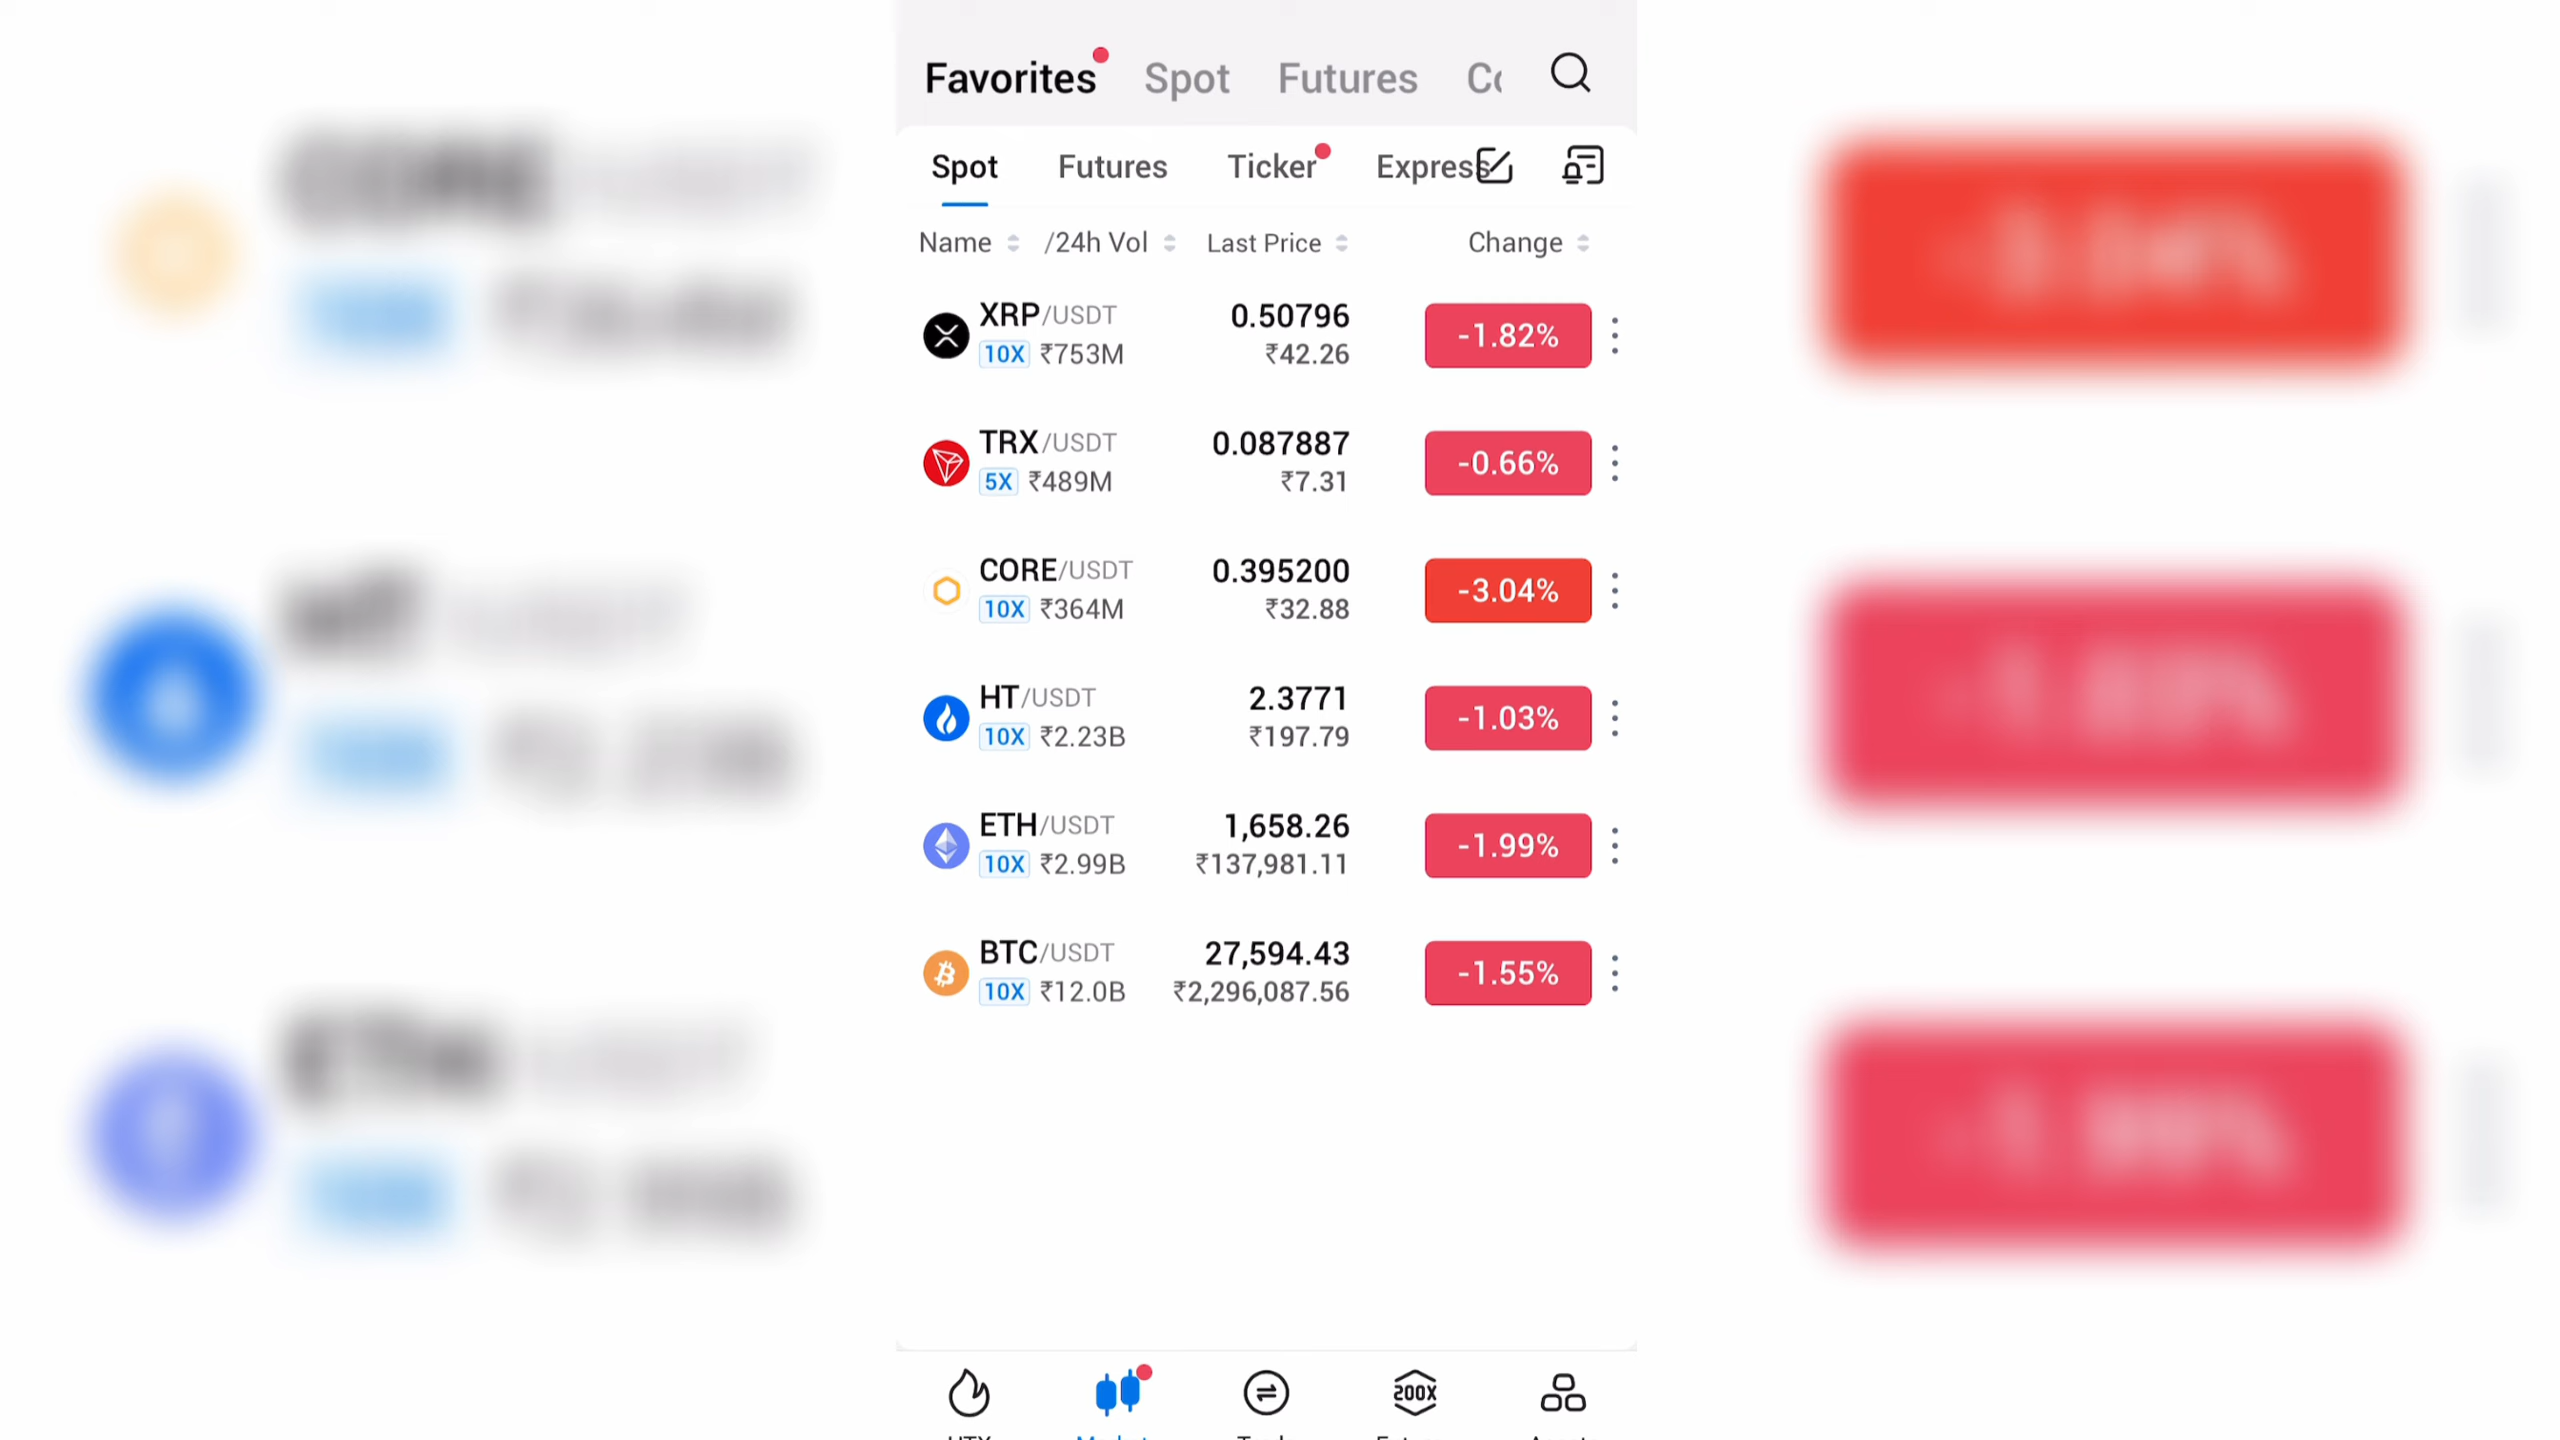 Favorites Spot Futures
Spot Futures Ticker Express
Name /24h Vol Last Price Change
XRP/USDT 0.50796 -1.82%
10X ₹753M ₹42.26
TRX/USDT 0.087887 -0.66%
5X ₹489M ₹7.31
CORE/USDT 0.395200 -3.04%
10X ₹364M ₹32.88
HT/USDT 2.3771 -1.03%
10X ₹2.23B ₹197.79
ETH/USDT 1,658.26 -1.99%
10X ₹2.99B ₹137,981.11
BTC/USDT 27,594.43 -1.55%
10X ₹12.0B ₹2,296,087.56
200X